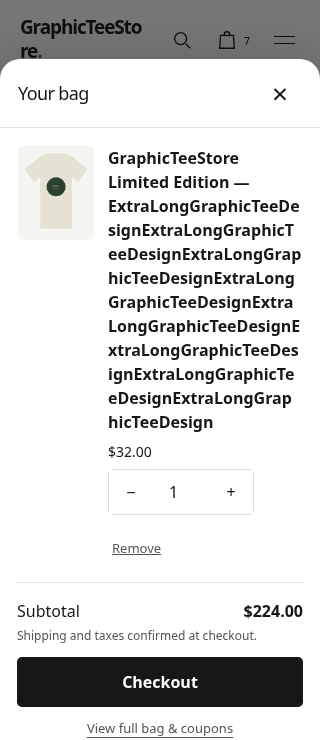 GraphicTeeSto
re.
7
Your bag
GraphicTeeStore
Limited Edition —
ExtraLongGraphicTeeDe
signExtraLongGraphicT
eeDesignExtraLongGrap
hicTeeDesignExtraLong
GraphicTeeDesignExtra
LongGraphicTeeDesignE
xtraLongGraphicTeeDes
ignExtraLongGraphicTe
eDesignExtraLongGrap
hicTeeDesign
$32.00
− 1 +
Remove
Subtotal $224.00
Shipping and taxes confirmed at checkout.
Checkout
View full bag & coupons